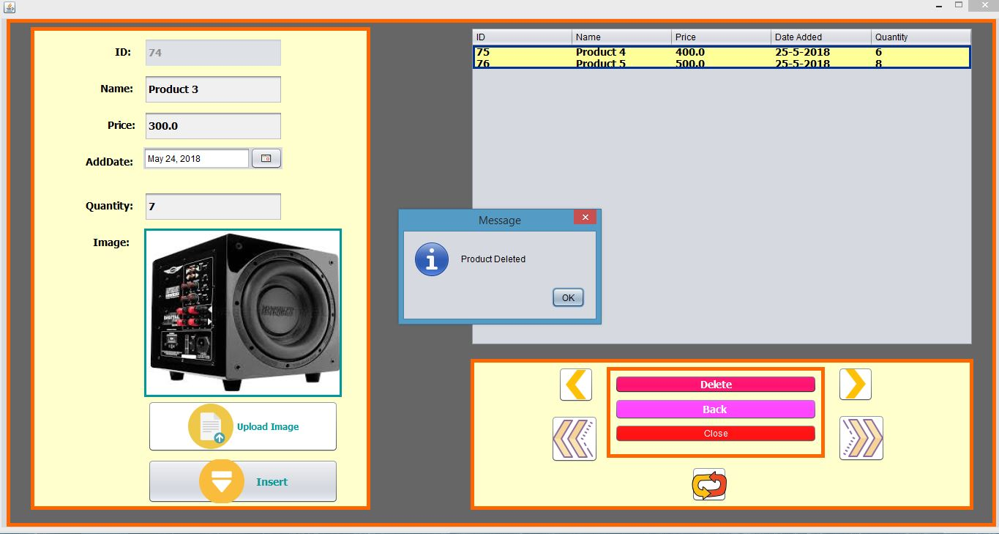 ID: 74
Name: Product 3
Price: 300.0
AddDate: May 24, 2018
Quantity: 7
Image:
DIGITAL
Upload Image
Insert
ID Name Price Date Added Quantity
75 Product 4 400.0 25-5-2018 6
76 Product 5 500.0 25-5-2018 8
Message
Product Deleted
OK
Delete
Back
Close